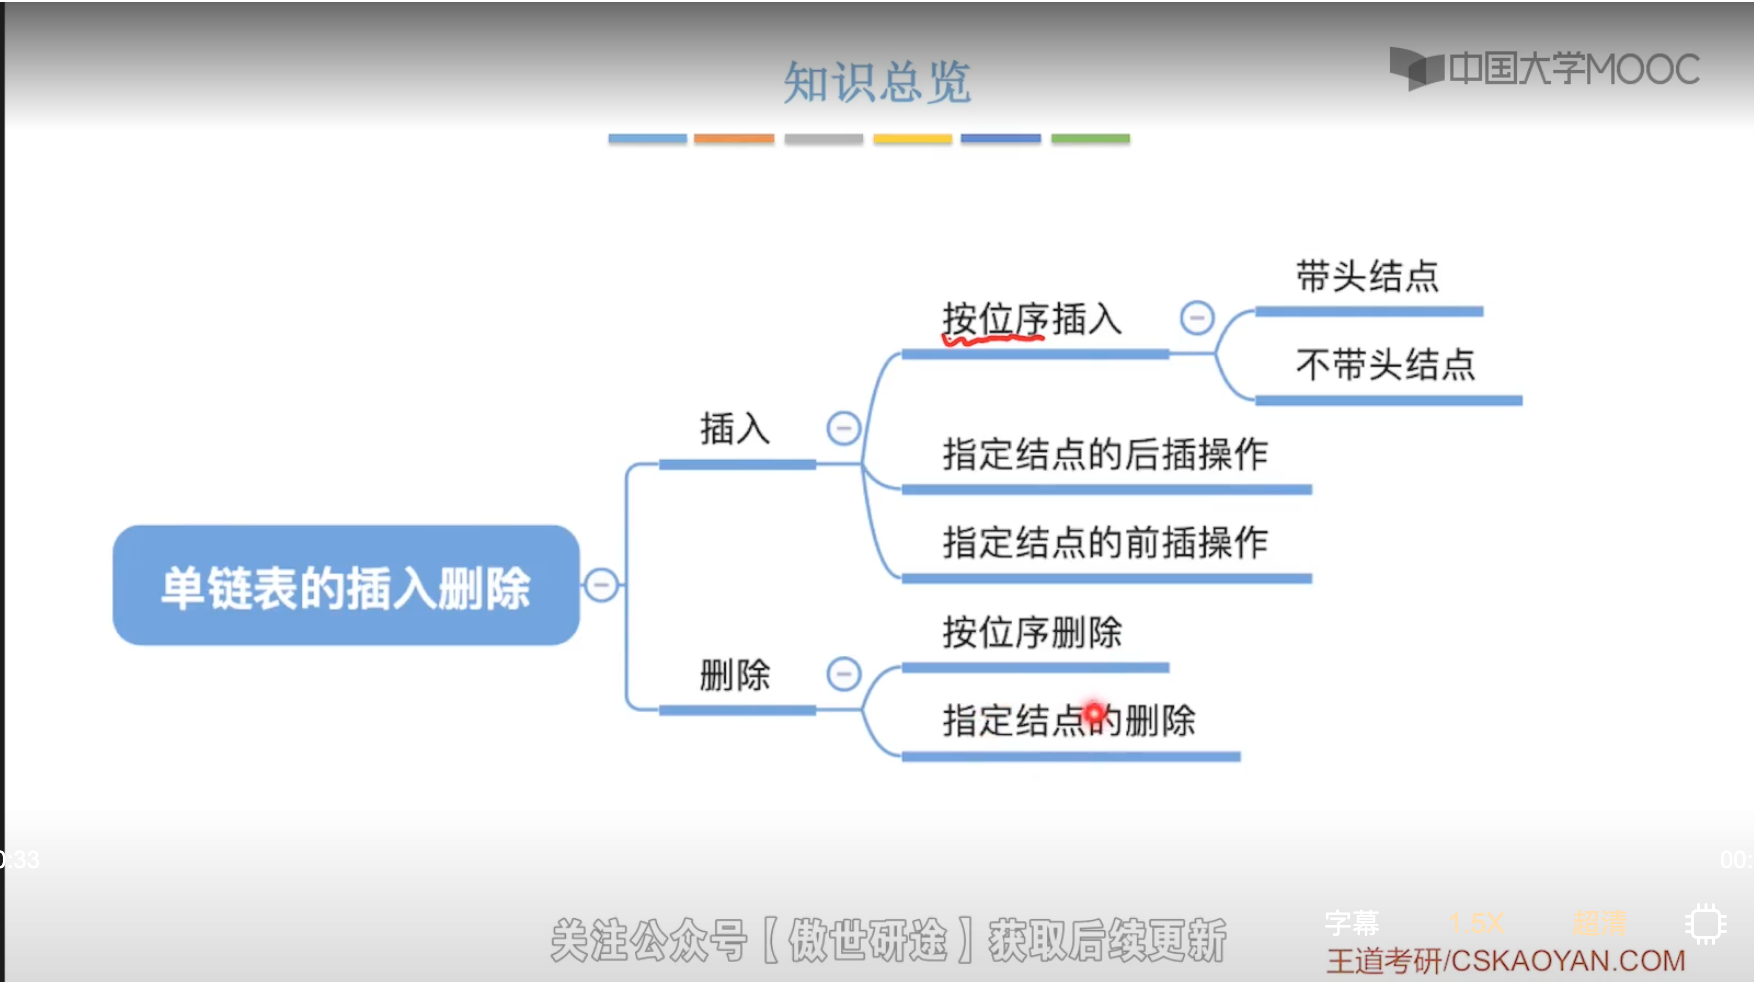 知识总览
中国大学MOOC
带头结点
按位序插入
不带头结点
插入
指定结点的后插操作
指定结点的前插操作
单链表的插入删除
按位序删除
删除
指定结点的删除
0:33
00:
字幕
1.5X
超清
关注公众号【傲世研途】获取后续更新
王道考研/CSKAOYAN.COM